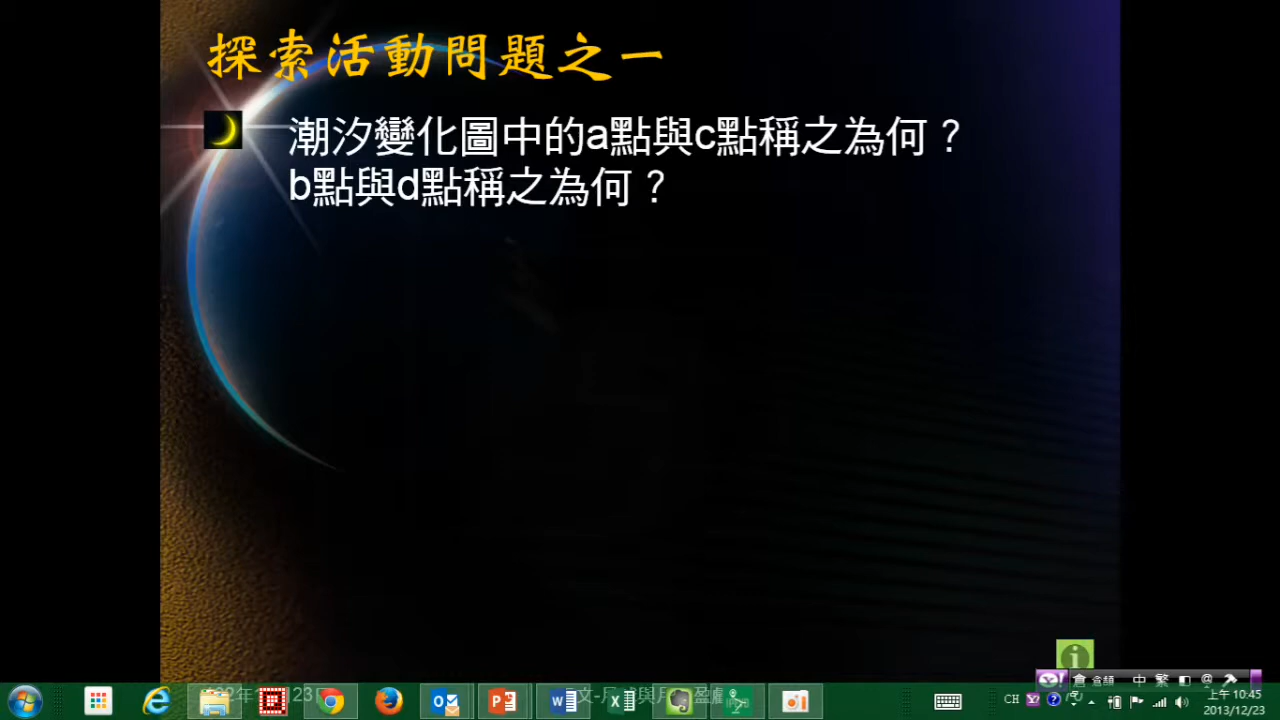 探索活動問題之一
潮汐變化圖中的a點與c點稱之為何？
b點與d點稱之為何？
CH
中 繁
上午 10:45
2013/12/23